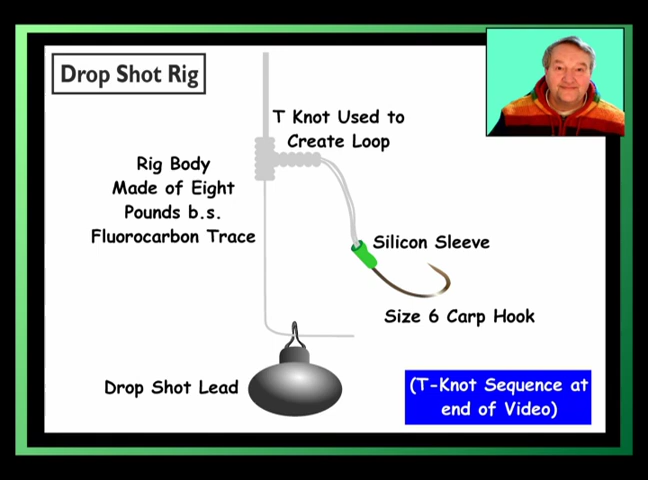 Drop Shot Rig
T Knot Used to
Create Loop
Rig Body
Made of Eight
Pounds b.s.
Fluorocarbon Trace
Silicon Sleeve
Size 6 Carp Hook
Drop Shot Lead
(T-Knot Sequence at
end of Video)